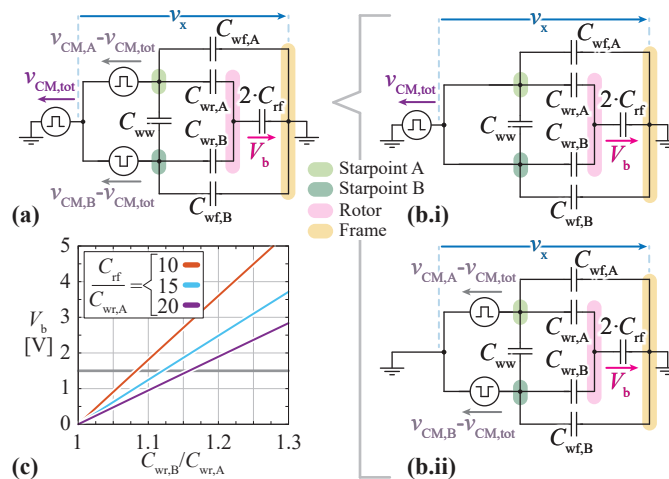 v_x
C_wf,A
v_CM,A−v_CM,tot
v_CM,tot
C_wr,A
2·C_rf
C_ww
C_wr,B
V_b
v_CM,B−v_CM,tot
C_wf,B
(a)
Starpoint A
Starpoint B
Rotor
Frame
v_x
C_wf,A
v_CM,tot
C_wr,A
2·C_rf
C_ww
C_wr,B
V_b
C_wf,B
(b.i)
5
4
3
2
1
0
V_b
[V]
C_rf
C_wr,A
=
10
15
20
1
1.1
1.2
1.3
C_wr,B/C_wr,A
(c)
v_x
v_CM,A−v_CM,tot
C_wf,A
C_wr,A
2·C_rf
C_ww
C_wr,B
V_b
v_CM,B−v_CM,tot
C_wf,B
(b.ii)